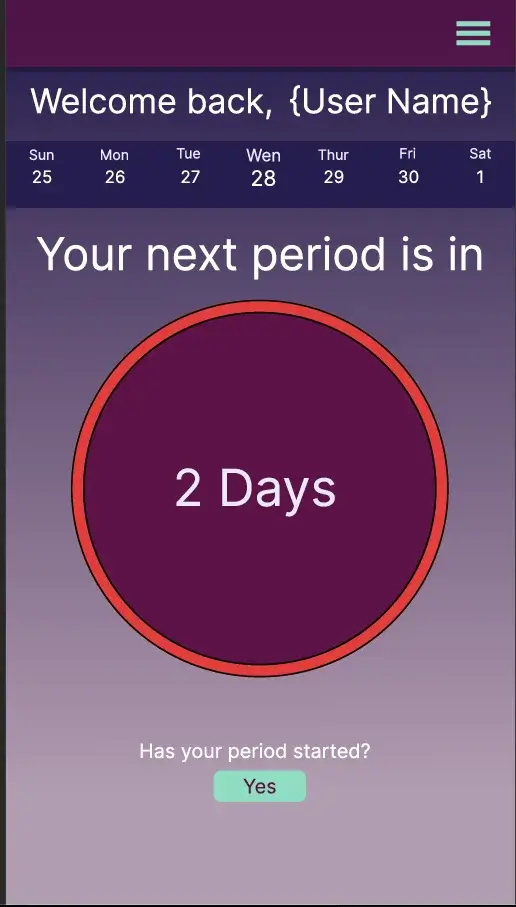 Welcome back, {User Name}
Sun Mon Tue Wen Thur Fri Sat
25 26 27 28 29 30 1
Your next period is in
2 Days
Has your period started?
Yes